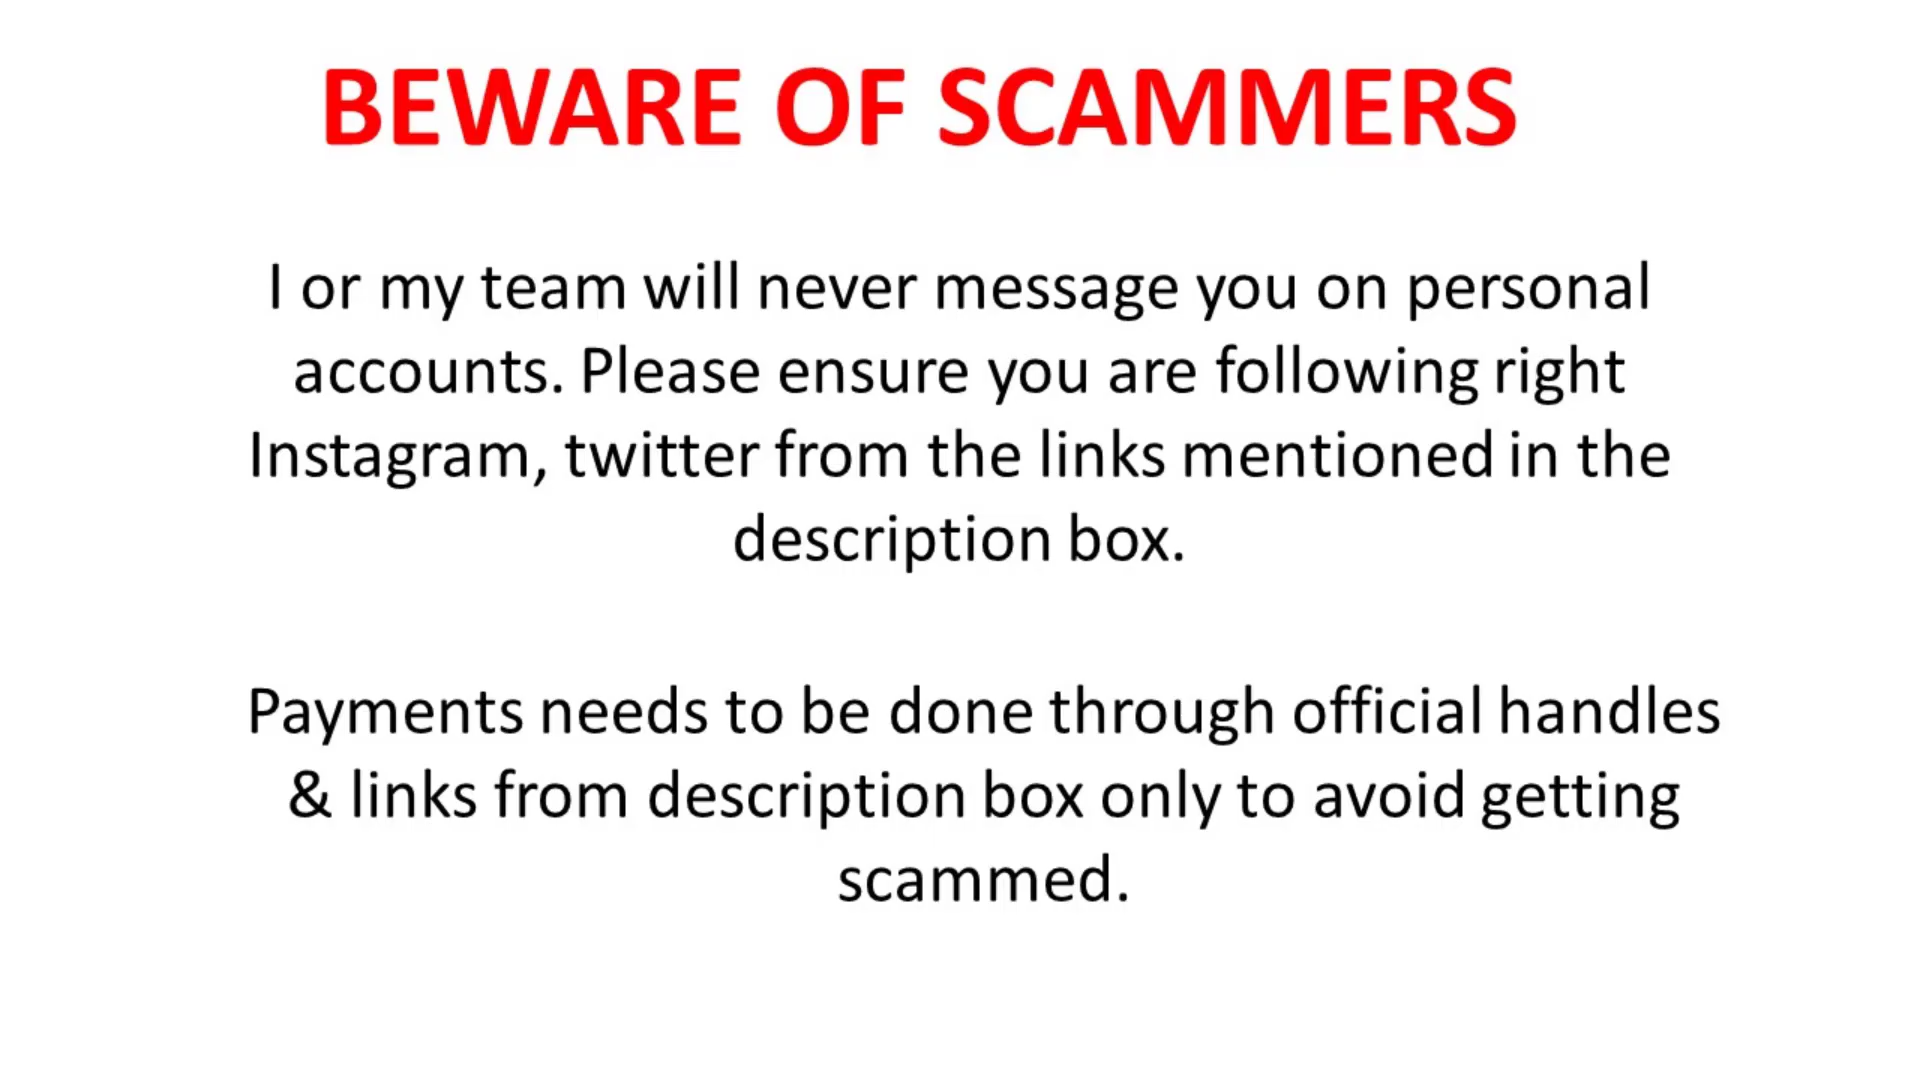 BEWARE OF SCAMMERS
I or my team will never message you on personal
accounts. Please ensure you are following right
Instagram, twitter from the links mentioned in the
description box.
Payments needs to be done through official handles
& links from description box only to avoid getting
scammed.